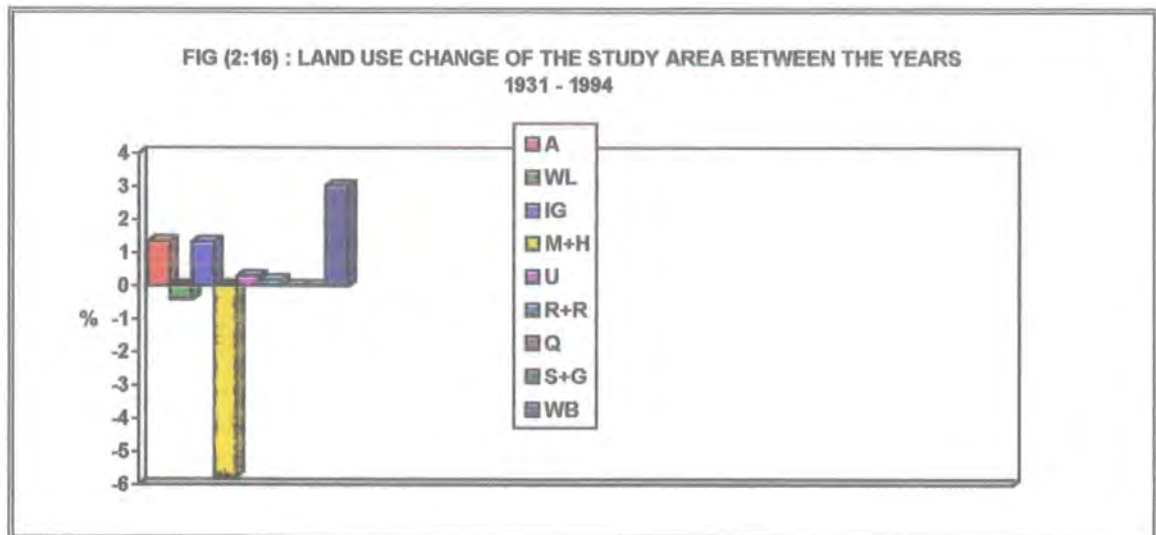 FIG (2:16) : LAND USE CHANGE OF THE STUDY AREA BETWEEN THE YEARS
1931 - 1994
4
3
2
1
0
-1
-2
-3
-4
-5
-6
%
A
WL
IG
M+H
U
R+R
Q
S+G
WB